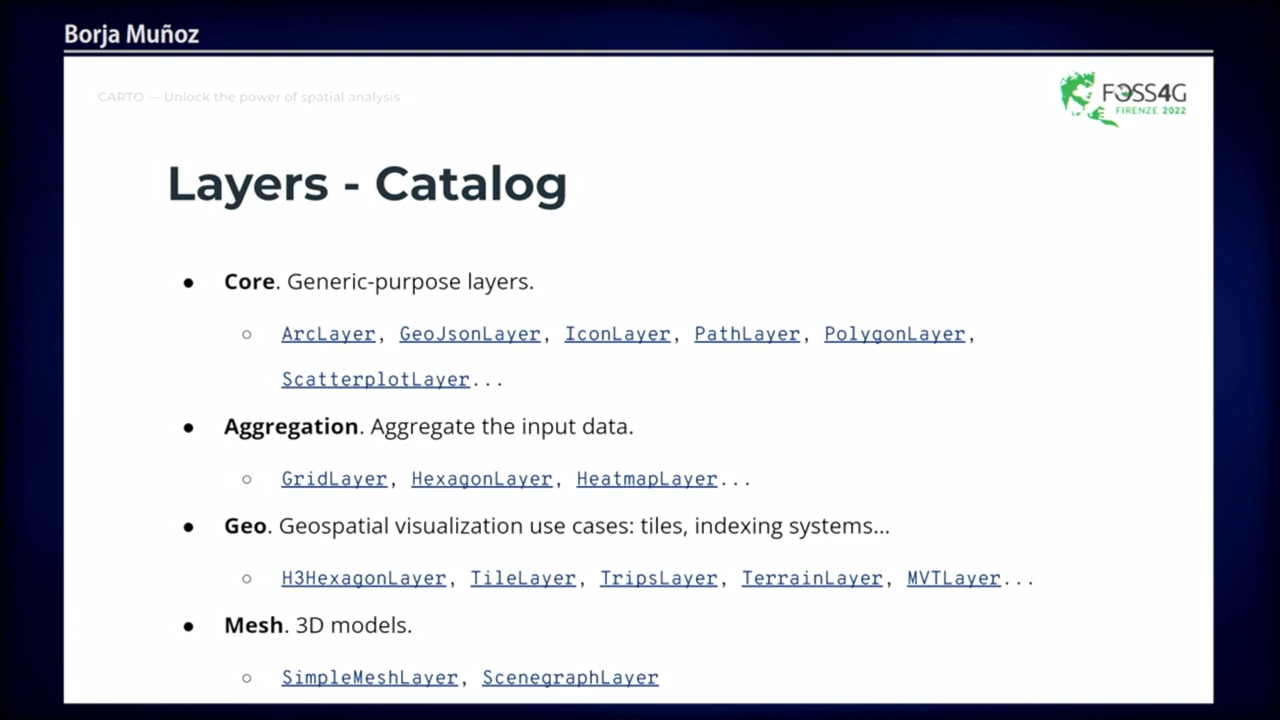 Borja Muñoz
CARTO — Unlock the power of spatial analysis
FOSS4G
FIRENZE 2022
Layers - Catalog
● Core. Generic-purpose layers.
○ ArcLayer, GeoJsonLayer, IconLayer, PathLayer, PolygonLayer,
ScatterplotLayer...
● Aggregation. Aggregate the input data.
○ GridLayer, HexagonLayer, HeatmapLayer...
● Geo. Geospatial visualization use cases: tiles, indexing systems...
○ H3HexagonLayer, TileLayer, TripsLayer, TerrainLayer, MVTLayer...
● Mesh. 3D models.
○ SimpleMeshLayer, ScenegraphLayer